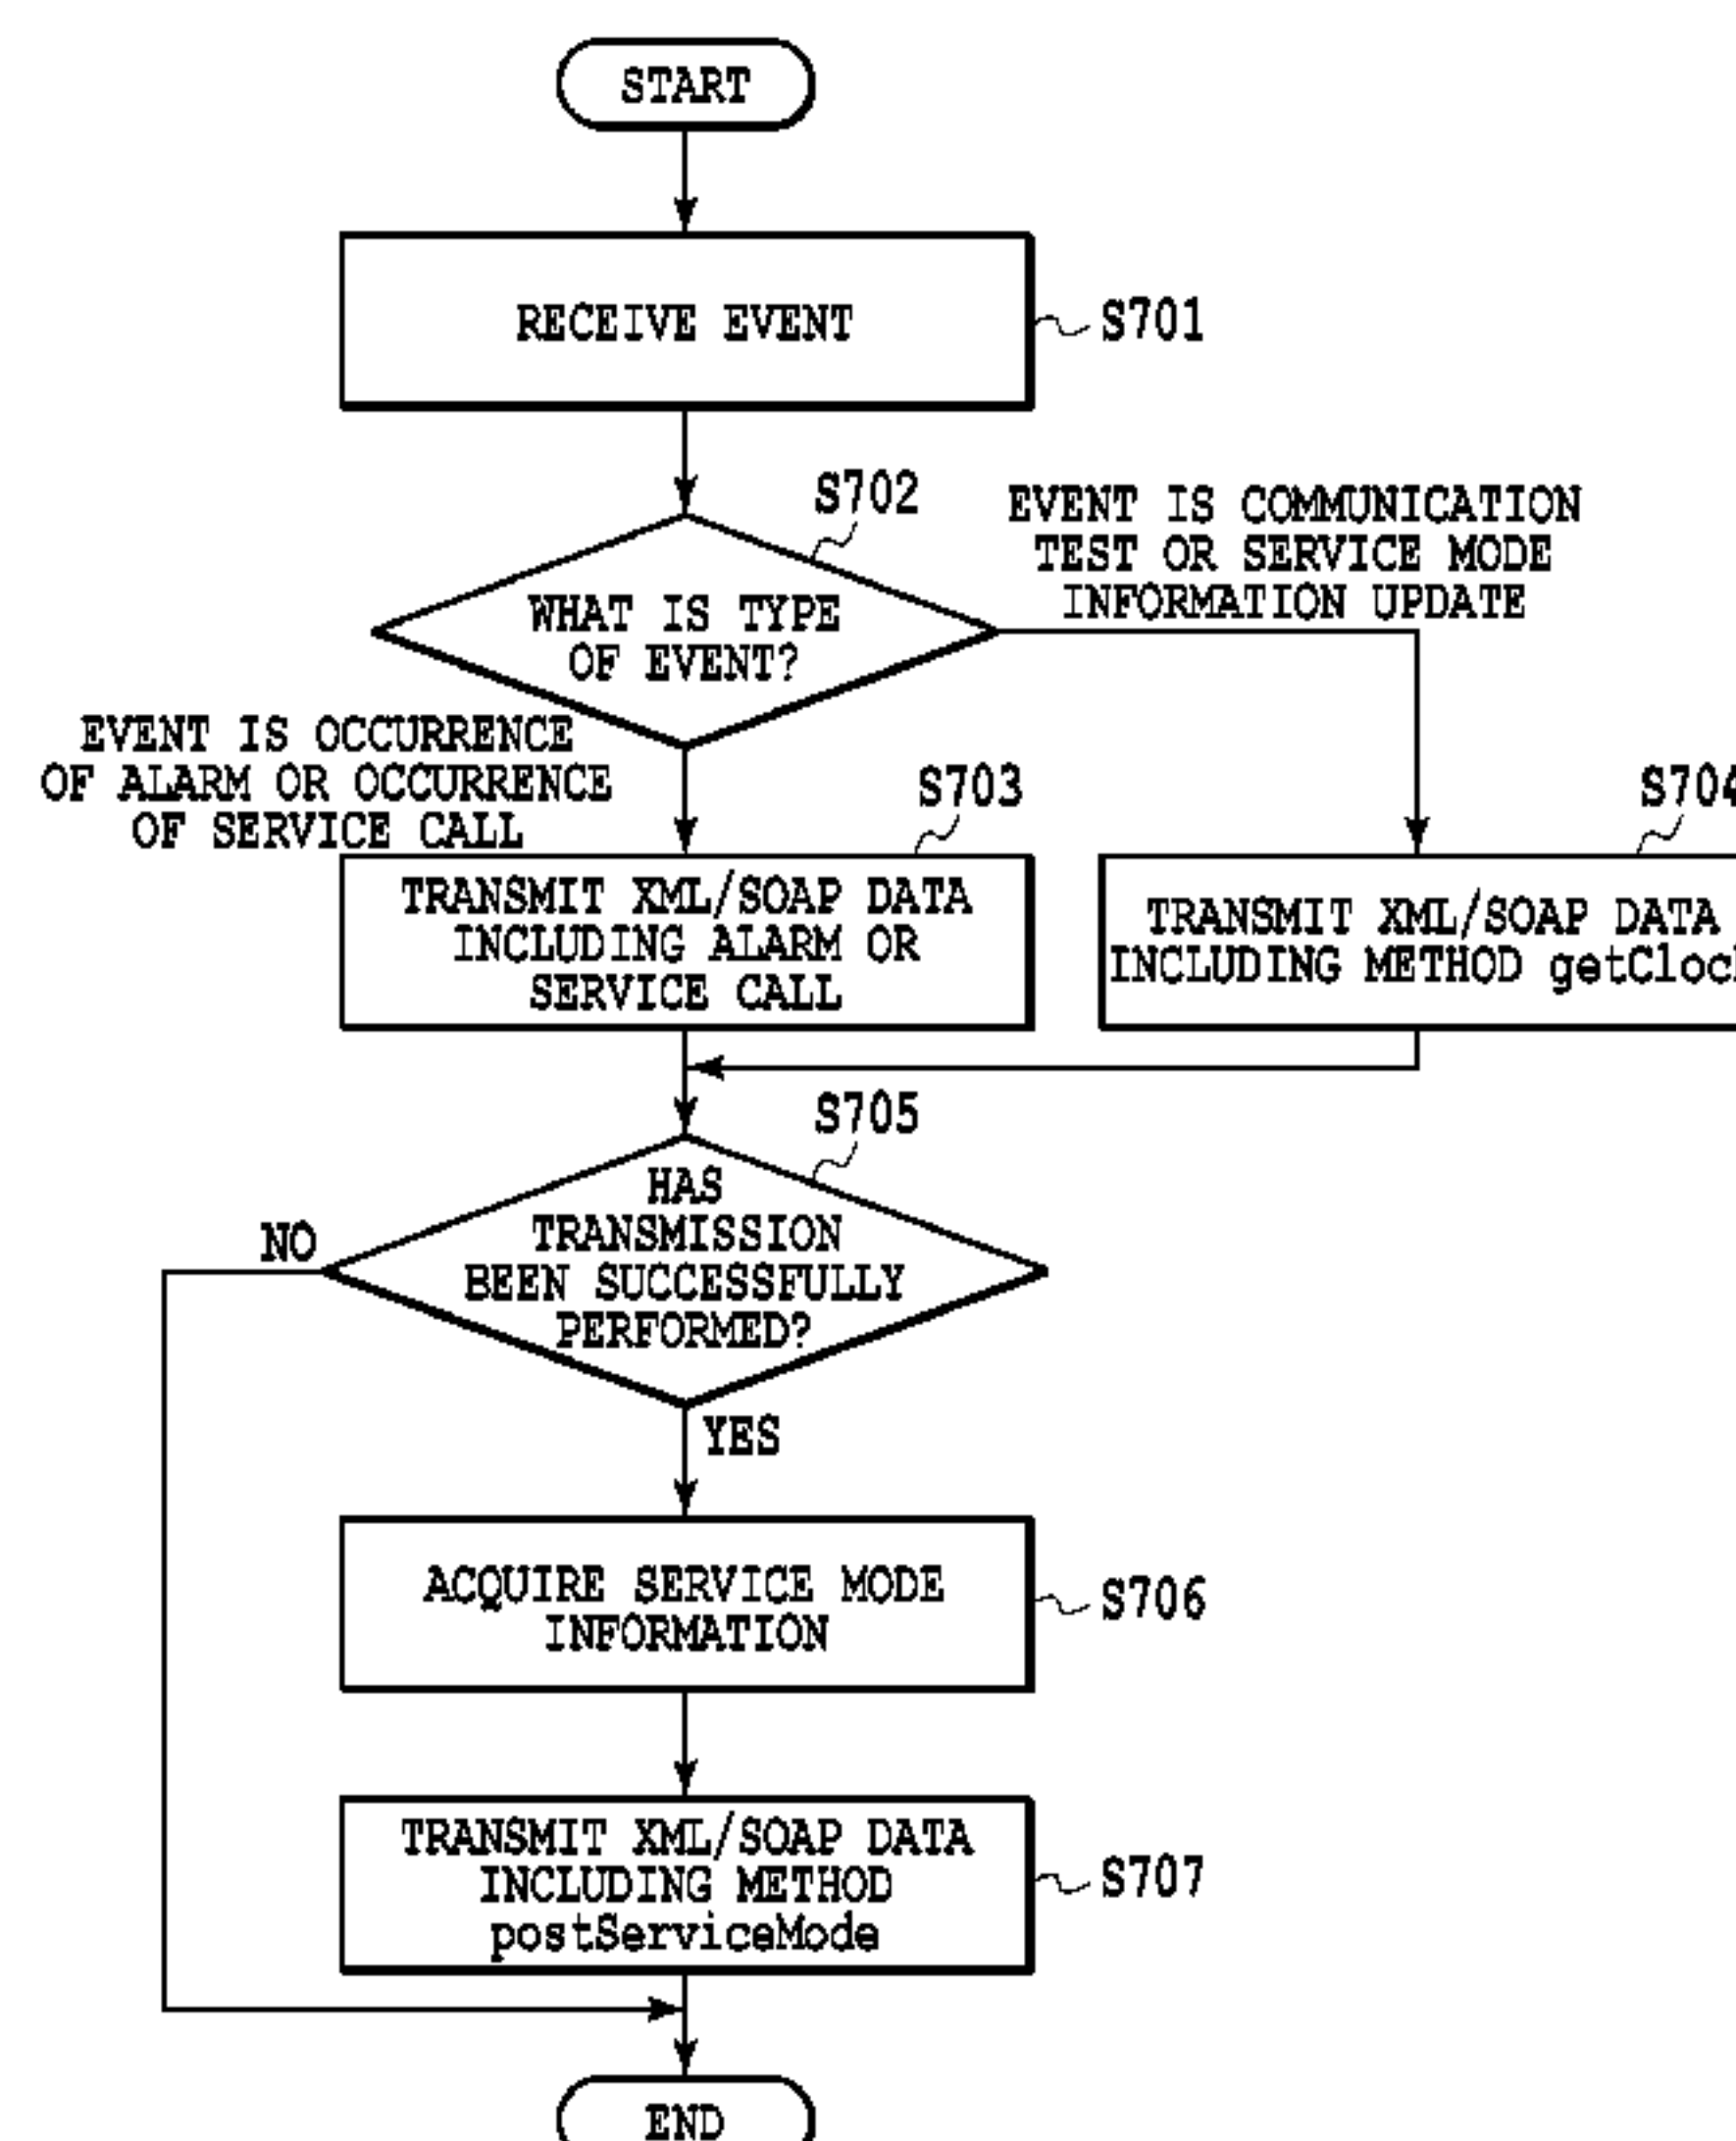 START
RECEIVE EVENT
S701
S702
EVENT IS COMMUNICATION
TEST OR SERVICE MODE
INFORMATION UPDATE
WHAT IS TYPE
OF EVENT?
EVENT IS OCCURRENCE
OF ALARM OR OCCURRENCE
OF SERVICE CALL
S703
TRANSMIT XML/SOAP DATA
INCLUDING ALARM OR
SERVICE CALL
S704
TRANSMIT XML/SOAP DATA
INCLUDING METHOD getClock
S705
HAS
TRANSMISSION
BEEN SUCCESSFULLY
PERFORMED?
NO
YES
ACQUIRE SERVICE MODE
INFORMATION
S706
TRANSMIT XML/SOAP DATA
INCLUDING METHOD
postServiceMode
S707
END